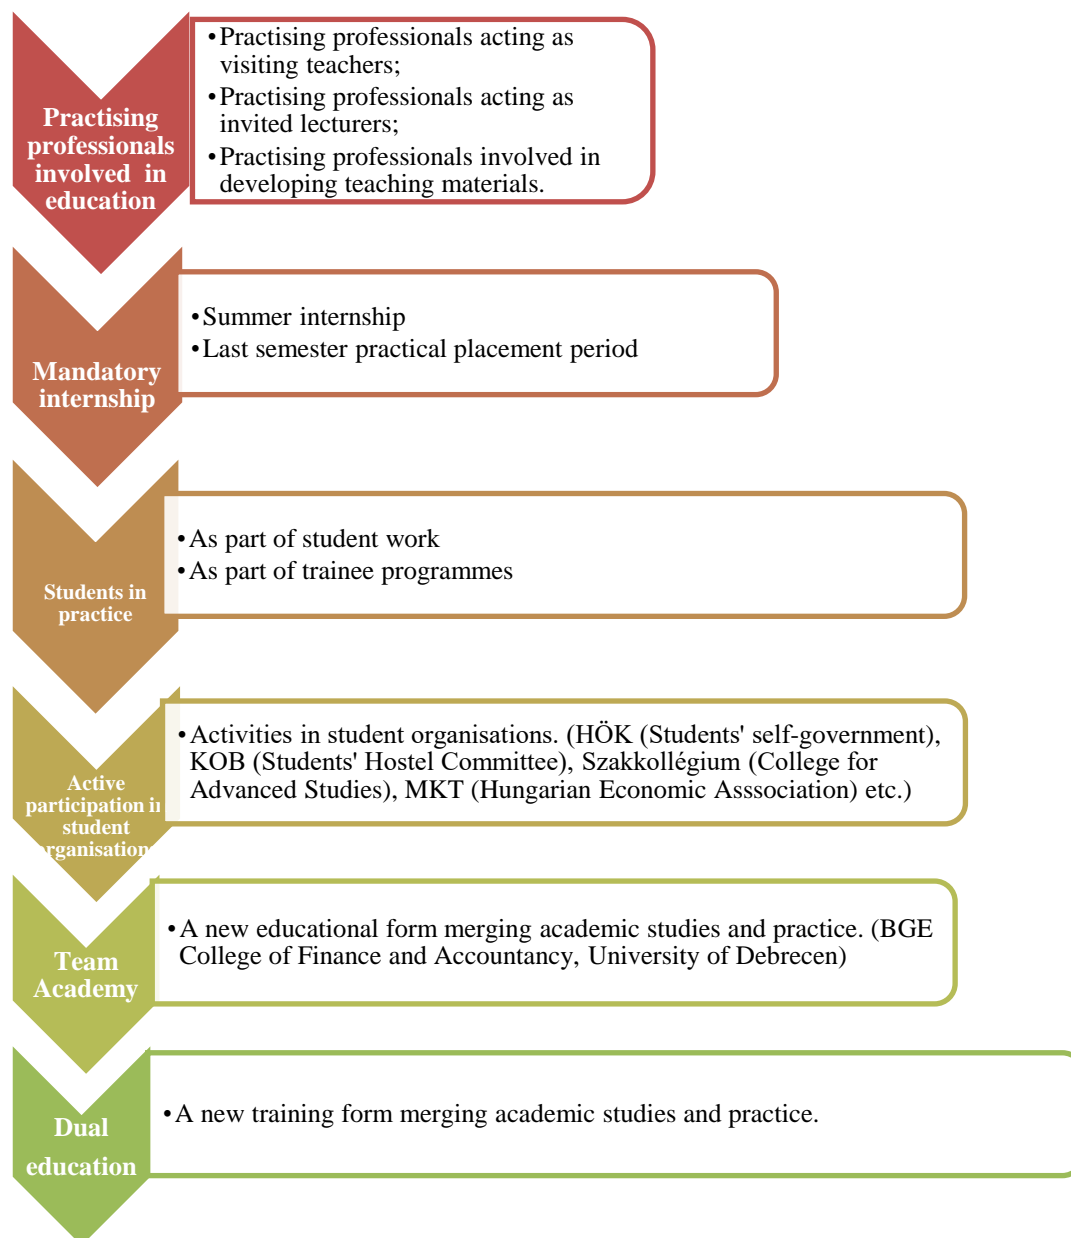 Practising
professionals
involved in
education
•Practising professionals acting as
visiting teachers;
•Practising professionals acting as
invited lecturers;
•Practising professionals involved in
developing teaching materials.
Mandatory
internship
•Summer internship
•Last semester practical placement period
Students in
practice
•As part of student work
•As part of trainee programmes
Active
participation in
student
organisation
•Activities in student organisations. (HÖK (Students' self-government),
KOB (Students' Hostel Committee), Szakkollégium (College for
Advanced Studies), MKT (Hungarian Economic Asssociation) etc.)
Team
Academy
•A new educational form merging academic studies and practice. (BGE
College of Finance and Accountancy, University of Debrecen)
Dual
education
•A new training form merging academic studies and practice.